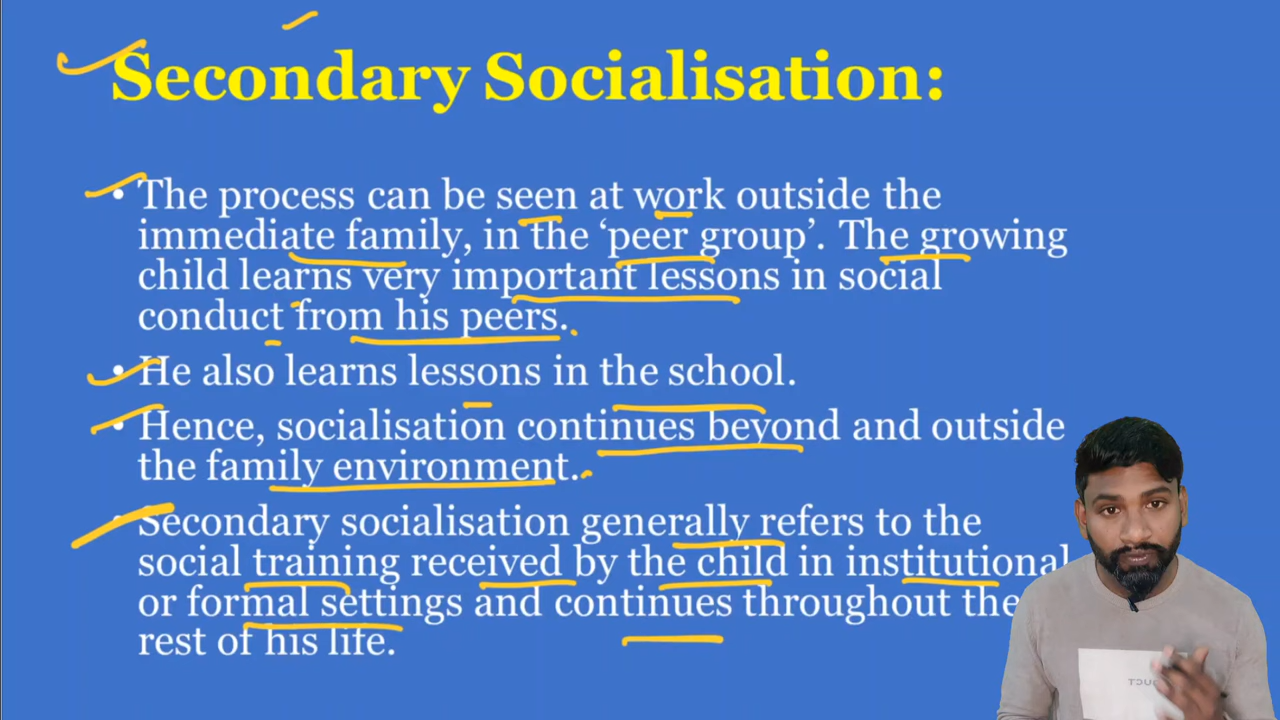 Secondary Socialisation:
• The process can be seen at work outside the
immediate family, in the ‘peer group’. The growing
child learns very important lessons in social
conduct from his peers.
• He also learns lessons in the school.
• Hence, socialisation continues beyond and outside
the family environment.
• Secondary socialisation generally refers to the
social training received by the child in institutional
or formal settings and continues throughout the
rest of his life.